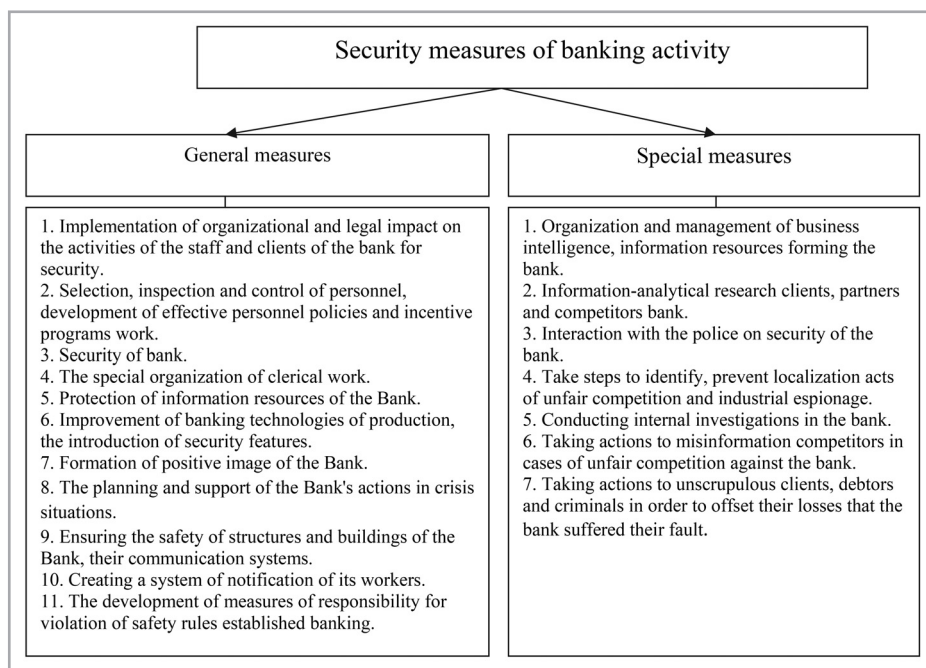 Security measures of banking activity
General measures
1. Implementation of organizational and legal impact on
the activities of the staff and clients of the bank for
security.
2. Selection, inspection and control of personnel,
development of effective personnel policies and incentive
programs work.
3. Security of bank.
4. The special organization of clerical work.
5. Protection of information resources of the Bank.
6. Improvement of banking technologies of production,
the introduction of security features.
7. Formation of positive image of the Bank.
8. The planning and support of the Bank's actions in crisis
situations.
9. Ensuring the safety of structures and buildings of the
Bank, their communication systems.
10. Creating a system of notification of its workers.
11. The development of measures of responsibility for
violation of safety rules established banking.
Special measures
1. Organization and management of business
intelligence, information resources forming the
bank.
2. Information-analytical research clients, partners
and competitors bank.
3. Interaction with the police on security of the
bank.
4. Take steps to identify, prevent localization acts
of unfair competition and industrial espionage.
5. Conducting internal investigations in the bank.
6. Taking actions to misinformation competitors in
cases of unfair competition against the bank.
7. Taking actions to unscrupulous clients, debtors
and criminals in order to offset their losses that the
bank suffered their fault.